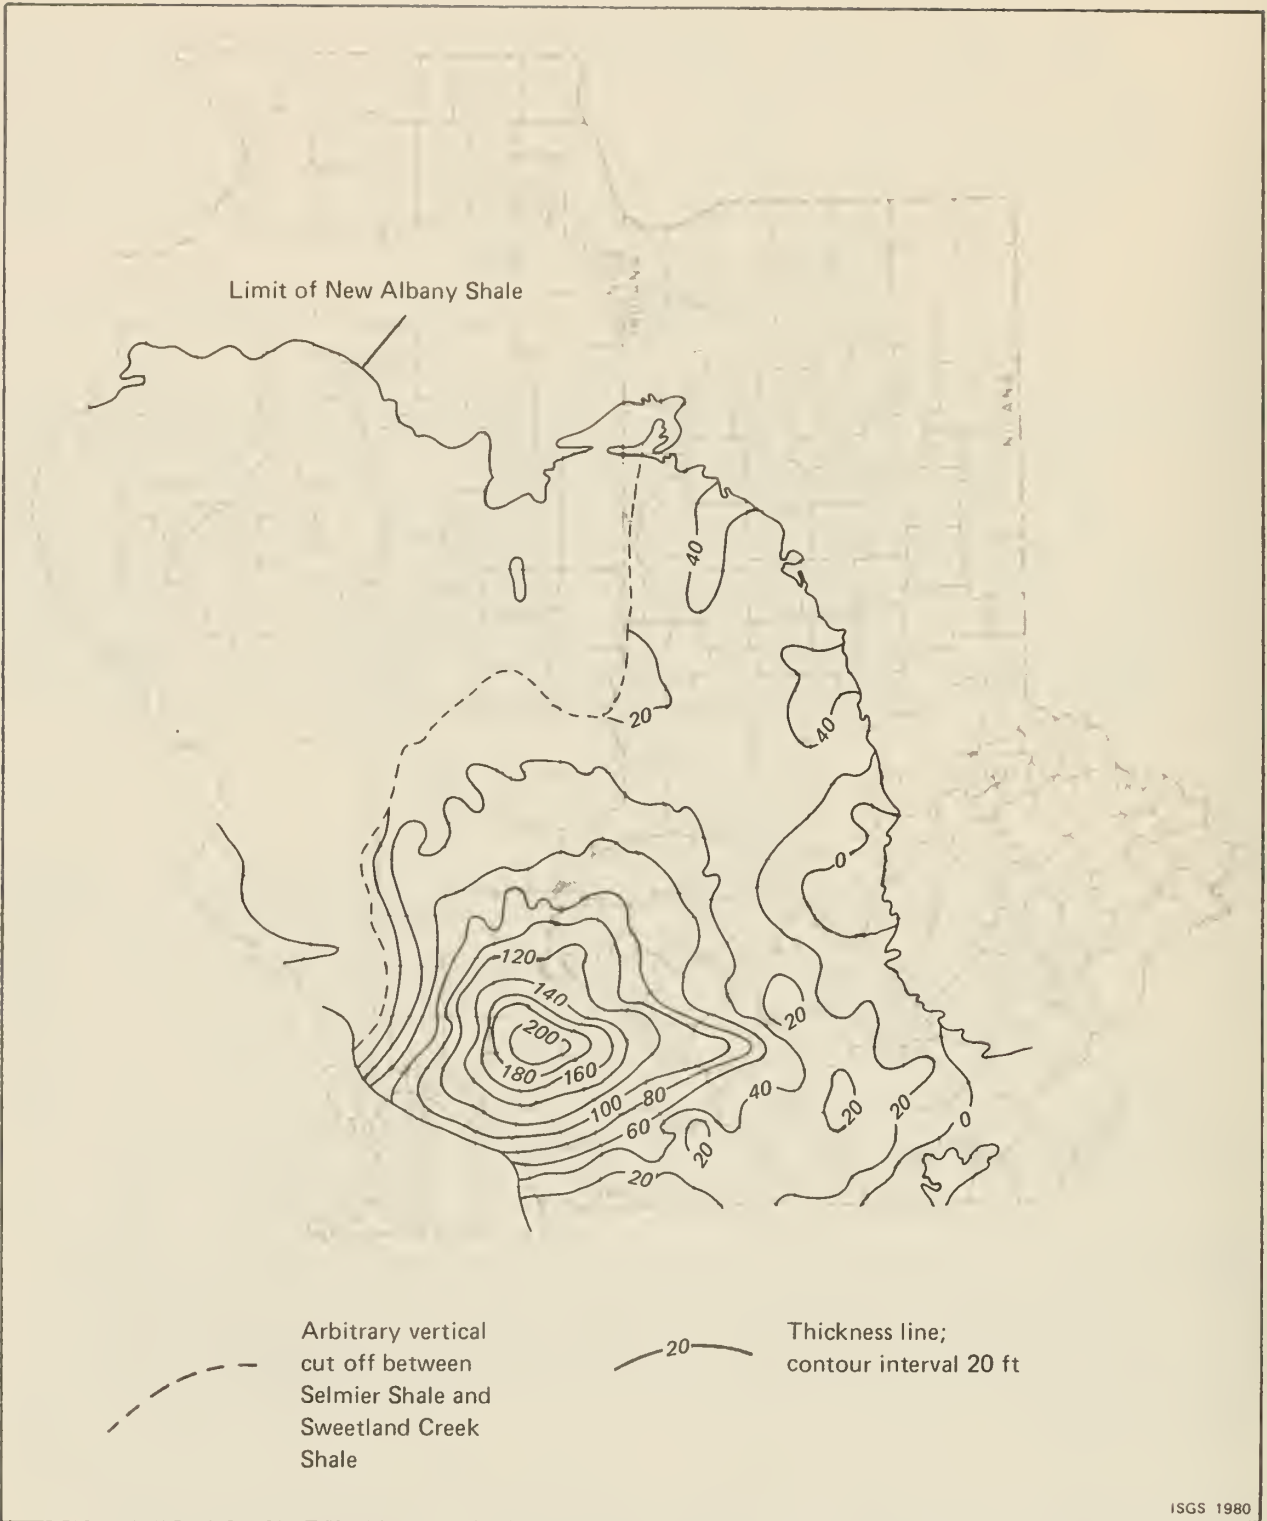 Limit of New Albany Shale
40
20
40
0
120
140
200
20
180
160
40
100
80
20
20
60
0
20
20
Arbitrary vertical
cut off between
Selmier Shale and
Sweetland Creek
Shale
20
Thickness line;
contour interval 20 ft
ISGS 1980